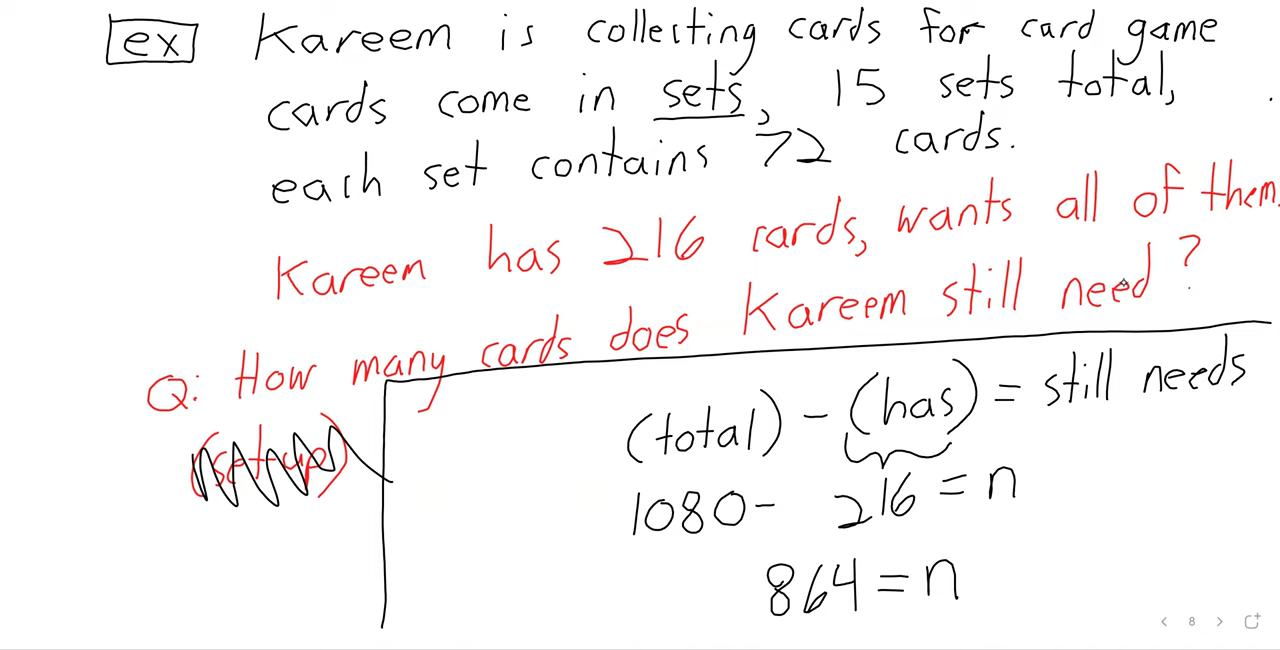 ex Kareem is collecting cards for card game
cards come in sets, 15 sets total,
each set contains 72 cards.
Kareem has 216 cards, wants all of them.
Q: How many cards does Kareem still need?
(setup)
(total) - (has) = still needs
1080 - 216 = n
864 = n
< 8 >